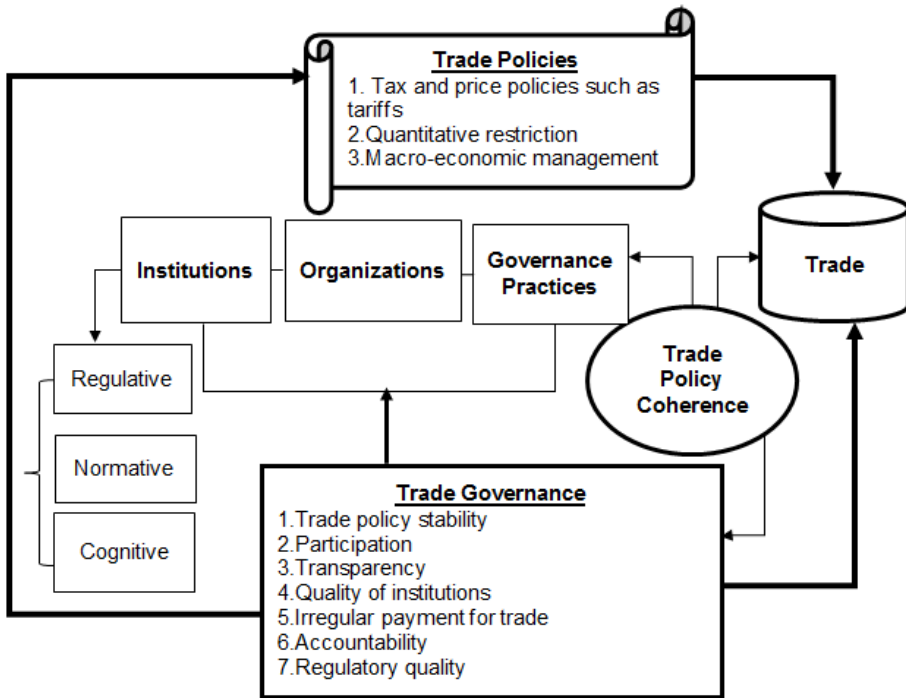 Trade Policies
1. Tax and price policies such as
tariffs
2.Quantitative restriction
3.Macro-economic management
Institutions
Organizations
Governance
Practices
Trade
Trade
Policy
Coherence
Regulative
Normative
Cognitive
Trade Governance
1.Trade policy stability
2.Participation
3.Transparency
4.Quality of institutions
5.Irregular payment for trade
6.Accountability
7.Regulatory quality